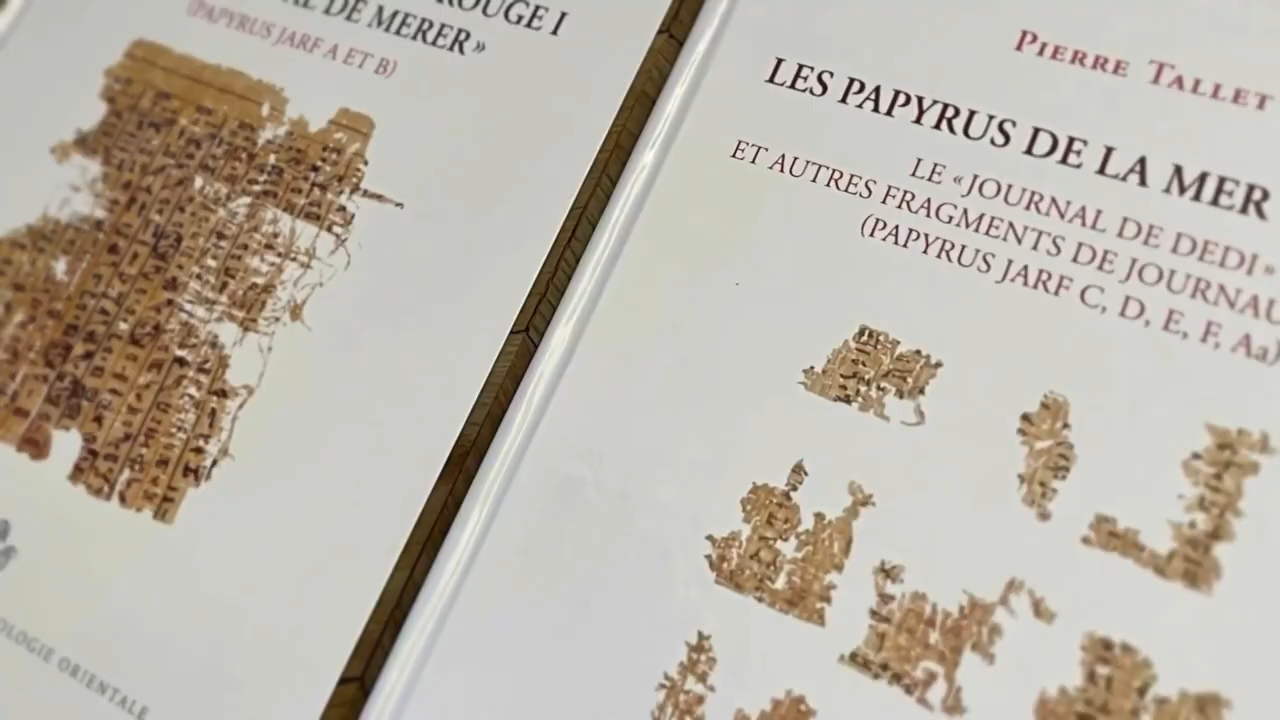 ROUGE I
AL DE MERER »
(PAPYRUS JARF A ET B)
OLOGIE ORIENTALE
PIERRE TALLET
LES PAPYRUS DE LA MER
LE « JOURNAL DE DEDI »
ET AUTRES FRAGMENTS DE JOURNAU
(PAPYRUS JARF C, D, E, F, Aa)